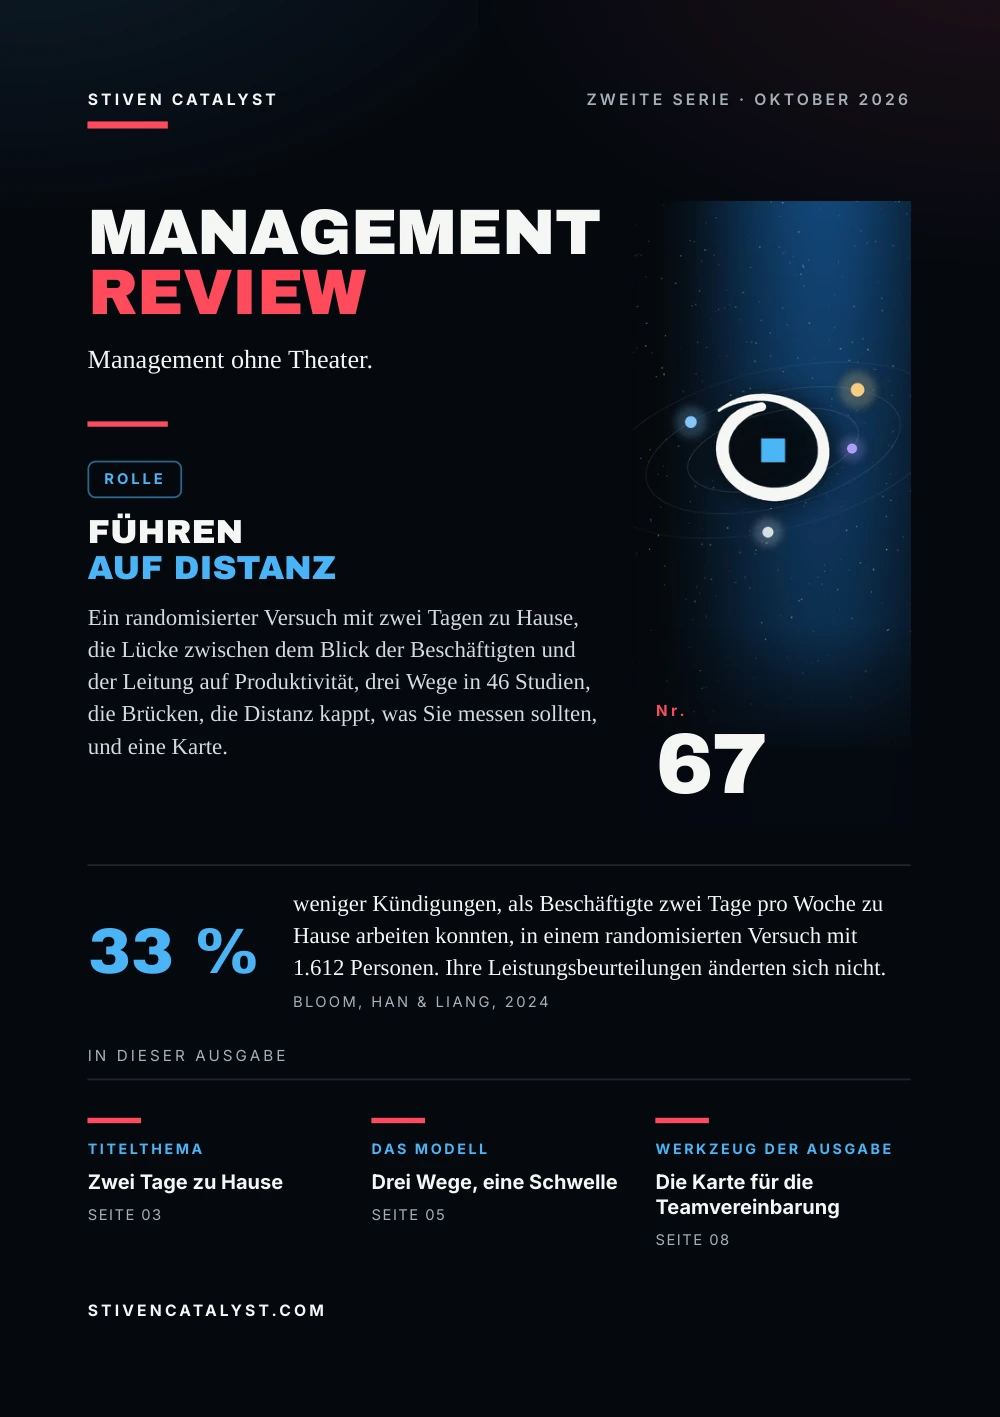 STIVEN CATALYST
ZWEITE SERIE · OKTOBER 2026
MANAGEMENT
REVIEW
Management ohne Theater.
ROLLE
FÜHREN
AUF DISTANZ
Ein randomisierter Versuch mit zwei Tagen zu Hause,
die Lücke zwischen dem Blick der Beschäftigten und
der Leitung auf Produktivität, drei Wege in 46 Studien,
die Brücken, die Distanz kappt, was Sie messen sollten,
und eine Karte.
Nr.
67
33 %
weniger Kündigungen, als Beschäftigte zwei Tage pro Woche zu
Hause arbeiten konnten, in einem randomisierten Versuch mit
1.612 Personen. Ihre Leistungsbeurteilungen änderten sich nicht.
BLOOM, HAN & LIANG, 2024
IN DIESER AUSGABE
TITELTHEMA
Zwei Tage zu Hause
SEITE 03
DAS MODELL
Drei Wege, eine Schwelle
SEITE 05
WERKZEUG DER AUSGABE
Die Karte für die
Teamvereinbarung
SEITE 08
STIVENCATALYST.COM